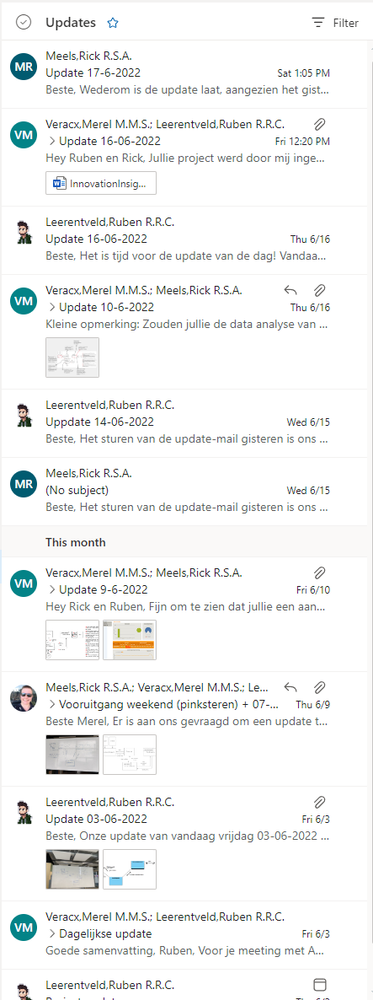 Updates
Filter
MR
Meels,Rick R.S.A.
Update 17-6-2022 Sat 1:05 PM
Beste, Wederom is de update laat, aangezien het gist...
VM
Veracx,Merel M.M.S.; Leerentveld,Ruben R.R.C.
Update 16-06-2022 Fri 12:20 PM
Hey Ruben en Rick, Jullie project werd door mij inge...
InnovationInsig...
Leerentveld,Ruben R.R.C.
Update 16-06-2022 Thu 6/16
Beste, Het is tijd voor de update van de dag! Vandaa...
VM
Veracx,Merel M.M.S.; Meels,Rick R.S.A.
Update 10-6-2022 Thu 6/16
Kleine opmerking: Zouden jullie de data analyse van ...
Leerentveld,Ruben R.R.C.
Uppdate 14-06-2022 Wed 6/15
Beste, Het sturen van de update-mail gisteren is ons ...
MR
Meels,Rick R.S.A.
(No subject) Wed 6/15
Beste, Het sturen van de update-mail gisteren is ons ...
This month
VM
Veracx,Merel M.M.S.; Meels,Rick R.S.A.
Update 9-6-2022 Fri 6/10
Hey Rick en Ruben, Fijn om te zien dat jullie een aan...
Meels,Rick R.S.A.; Veracx,Merel M.M.S.; Le...
Vooruitgang weekend (pinksteren) + 07-... Thu 6/9
Beste Merel, Er is aan ons gevraagd om een update t...
Leerentveld,Ruben R.R.C.
Update 03-06-2022 Fri 6/3
Beste, Onze update van vandaag vrijdag 03-06-2022 ...
VM
Veracx,Merel M.M.S.; Leerentveld,Ruben R.R.C.
Dagelijkse update Fri 6/3
Goede samenvatting, Ruben, Voor je meeting met A...
Leerentveld,Ruben R.R.C.